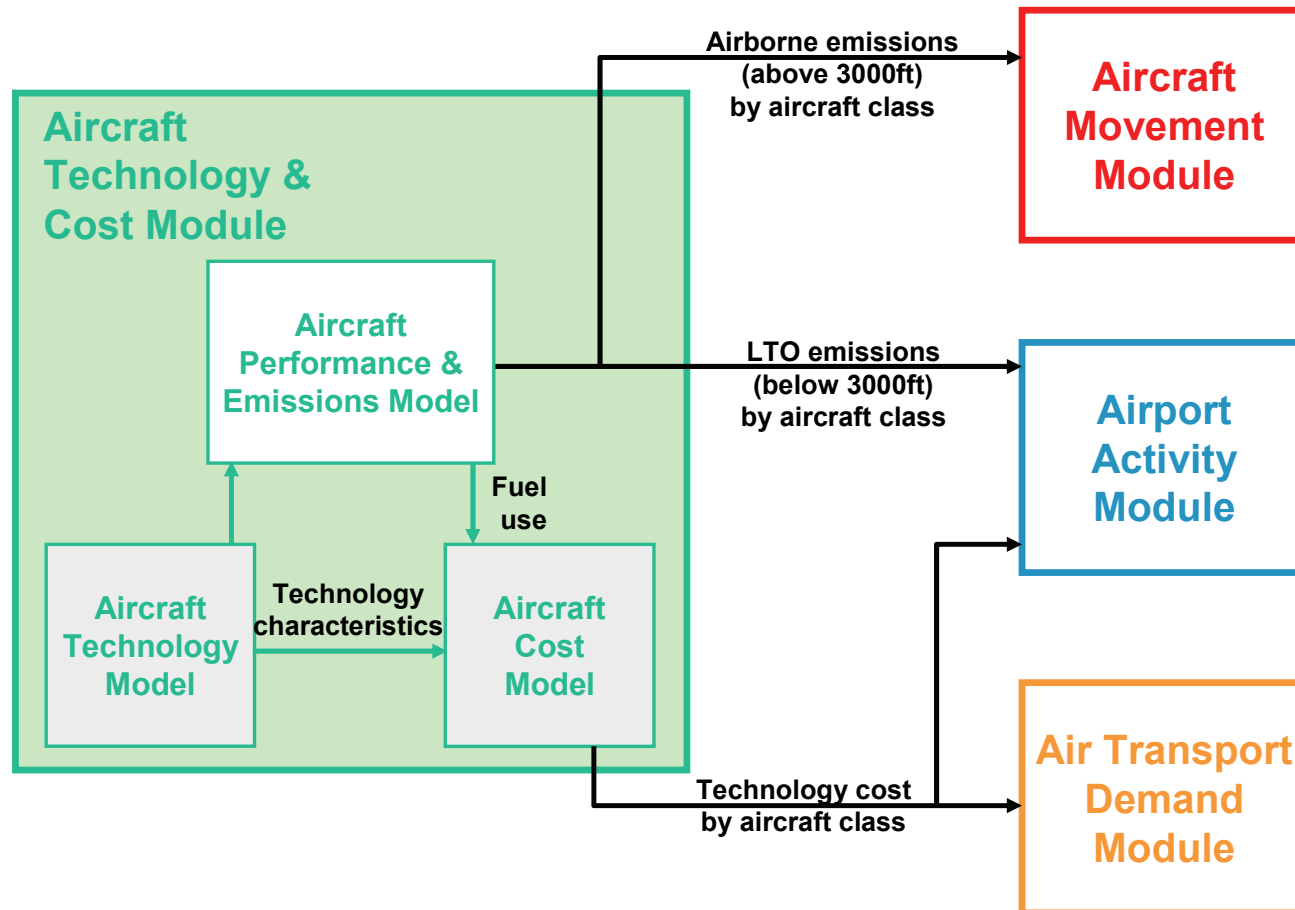 Airborne emissions
(above 3000ft)
by aircraft class
Aircraft
Movement
Module
Aircraft
Technology &
Cost Module
Aircraft
Performance &
Emissions Model
LTO emissions
(below 3000ft)
by aircraft class
Airport
Activity
Module
Fuel
use
Aircraft
Technology
Model
Technology
characteristics
Aircraft
Cost
Model
Technology cost
by aircraft class
Air Transport
Demand
Module